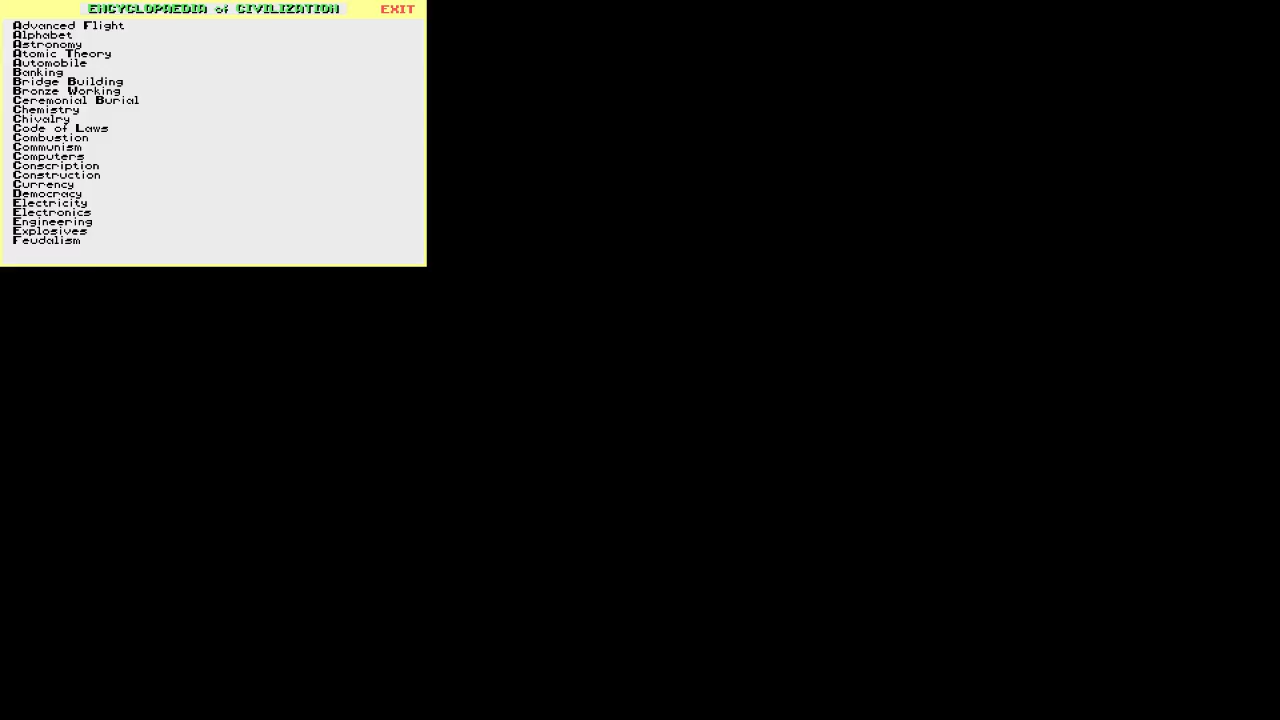 ENCYCLOPAEDIA of CIVILIZATION EXIT
Advanced Flight
Alphabet
Astronomy
Atomic Theory
Automobile
Banking
Bridge Building
Bronze Working
Ceremonial Burial
Chemistry
Chivalry
Code of Laws
Combustion
Communism
Computers
Conscription
Construction
Currency
Democracy
Electricity
Electronics
Engineering
Explosives
Feudalism